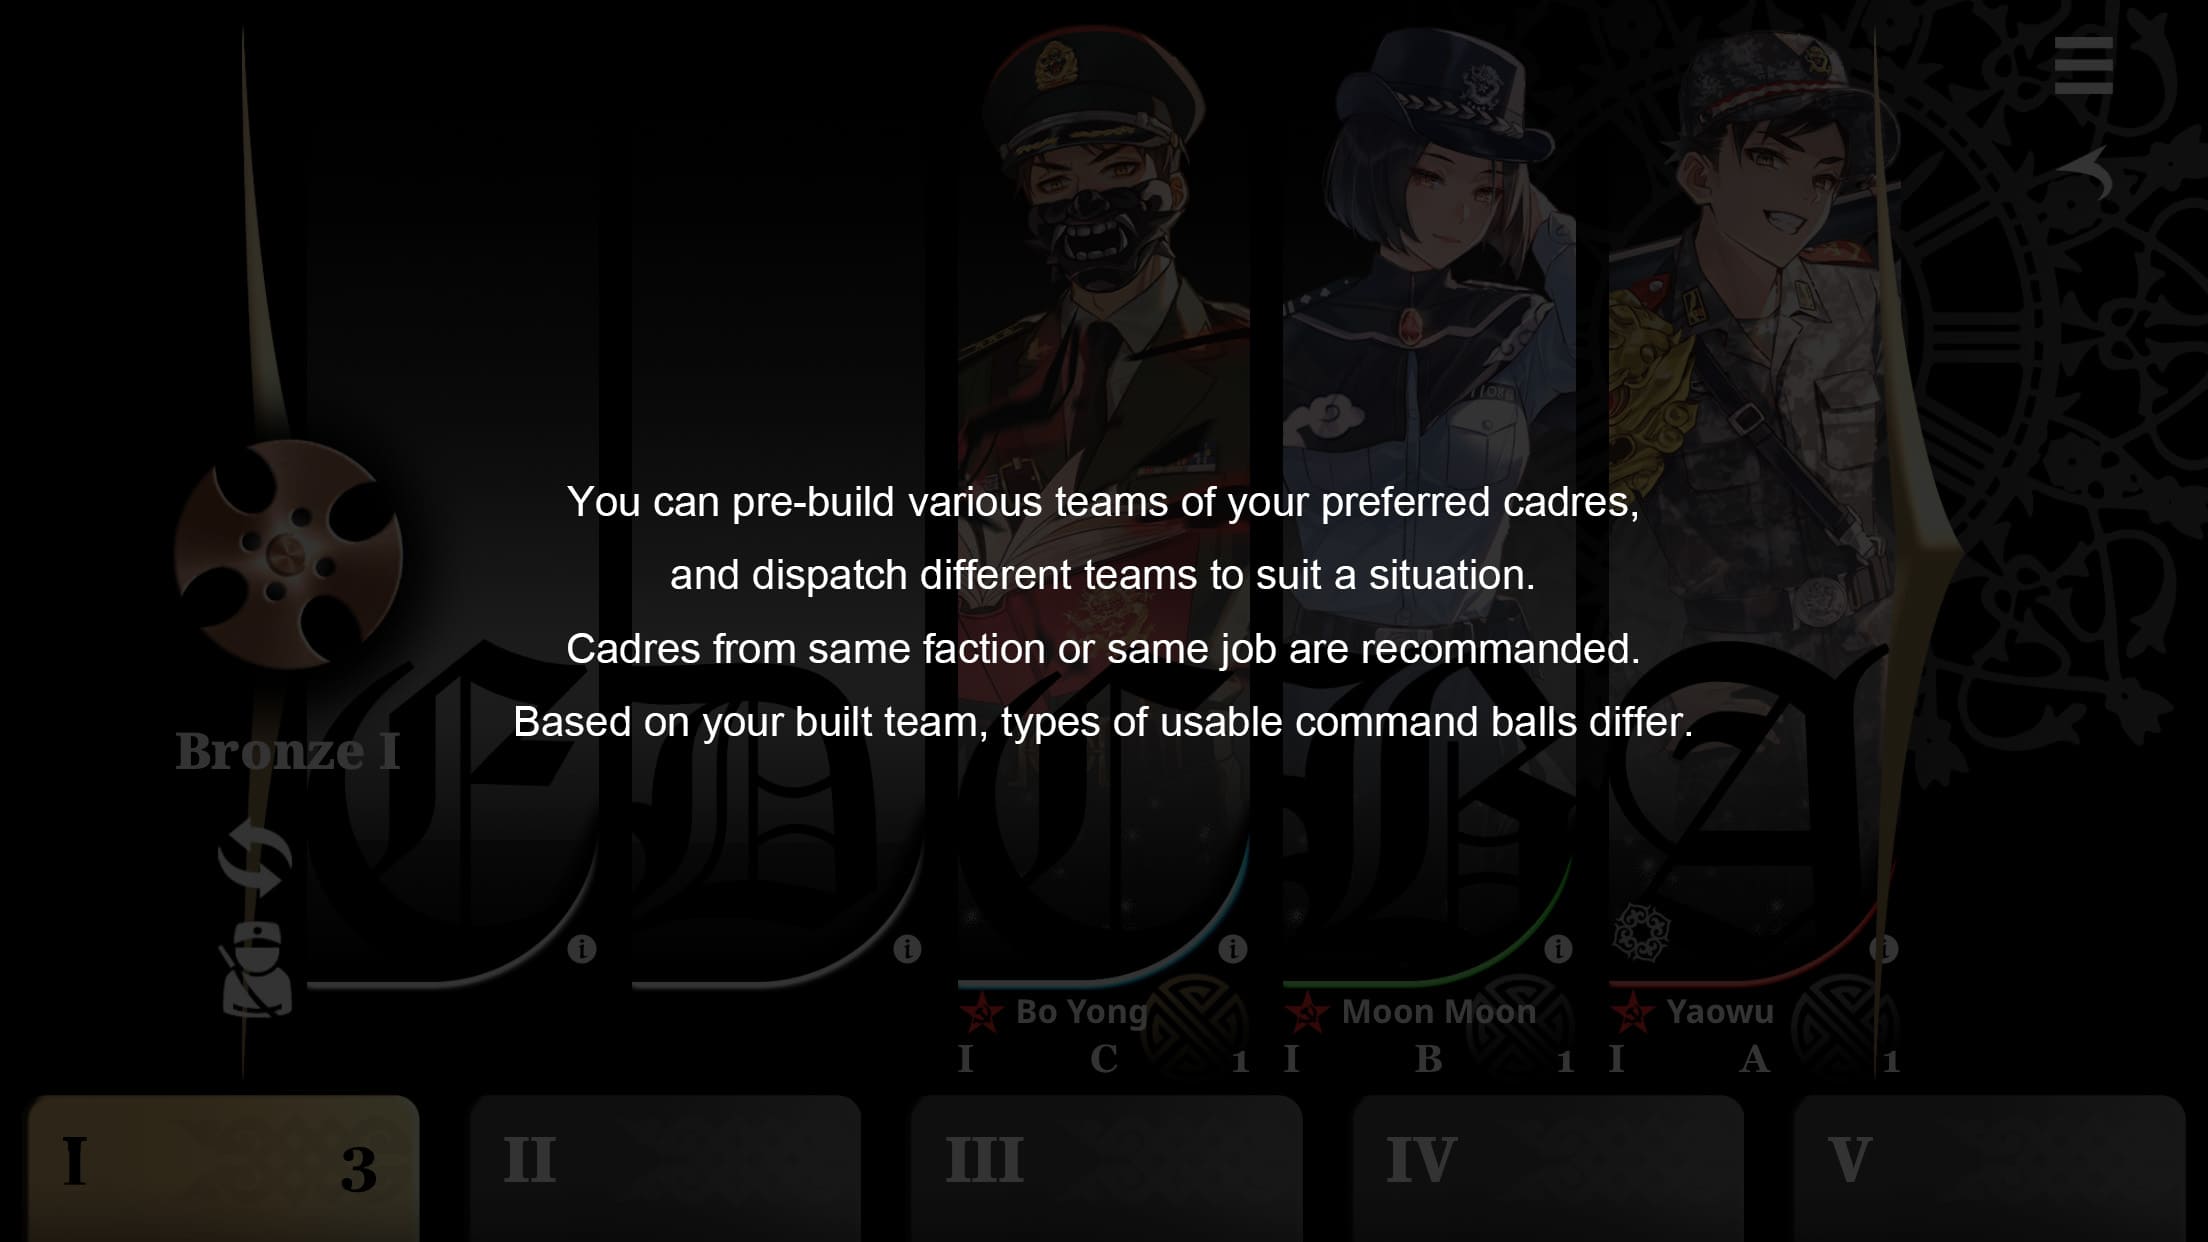 You can pre-build various teams of your preferred cadres,
and dispatch different teams to suit a situation.
Cadres from same faction or same job are recommanded.
Based on your built team, types of usable command balls differ.
Bronze I
E D C B A
Bo Yong
I C 1
Moon Moon
I B 1
Yaowu
I A 1
I 3
II
III
IV
V